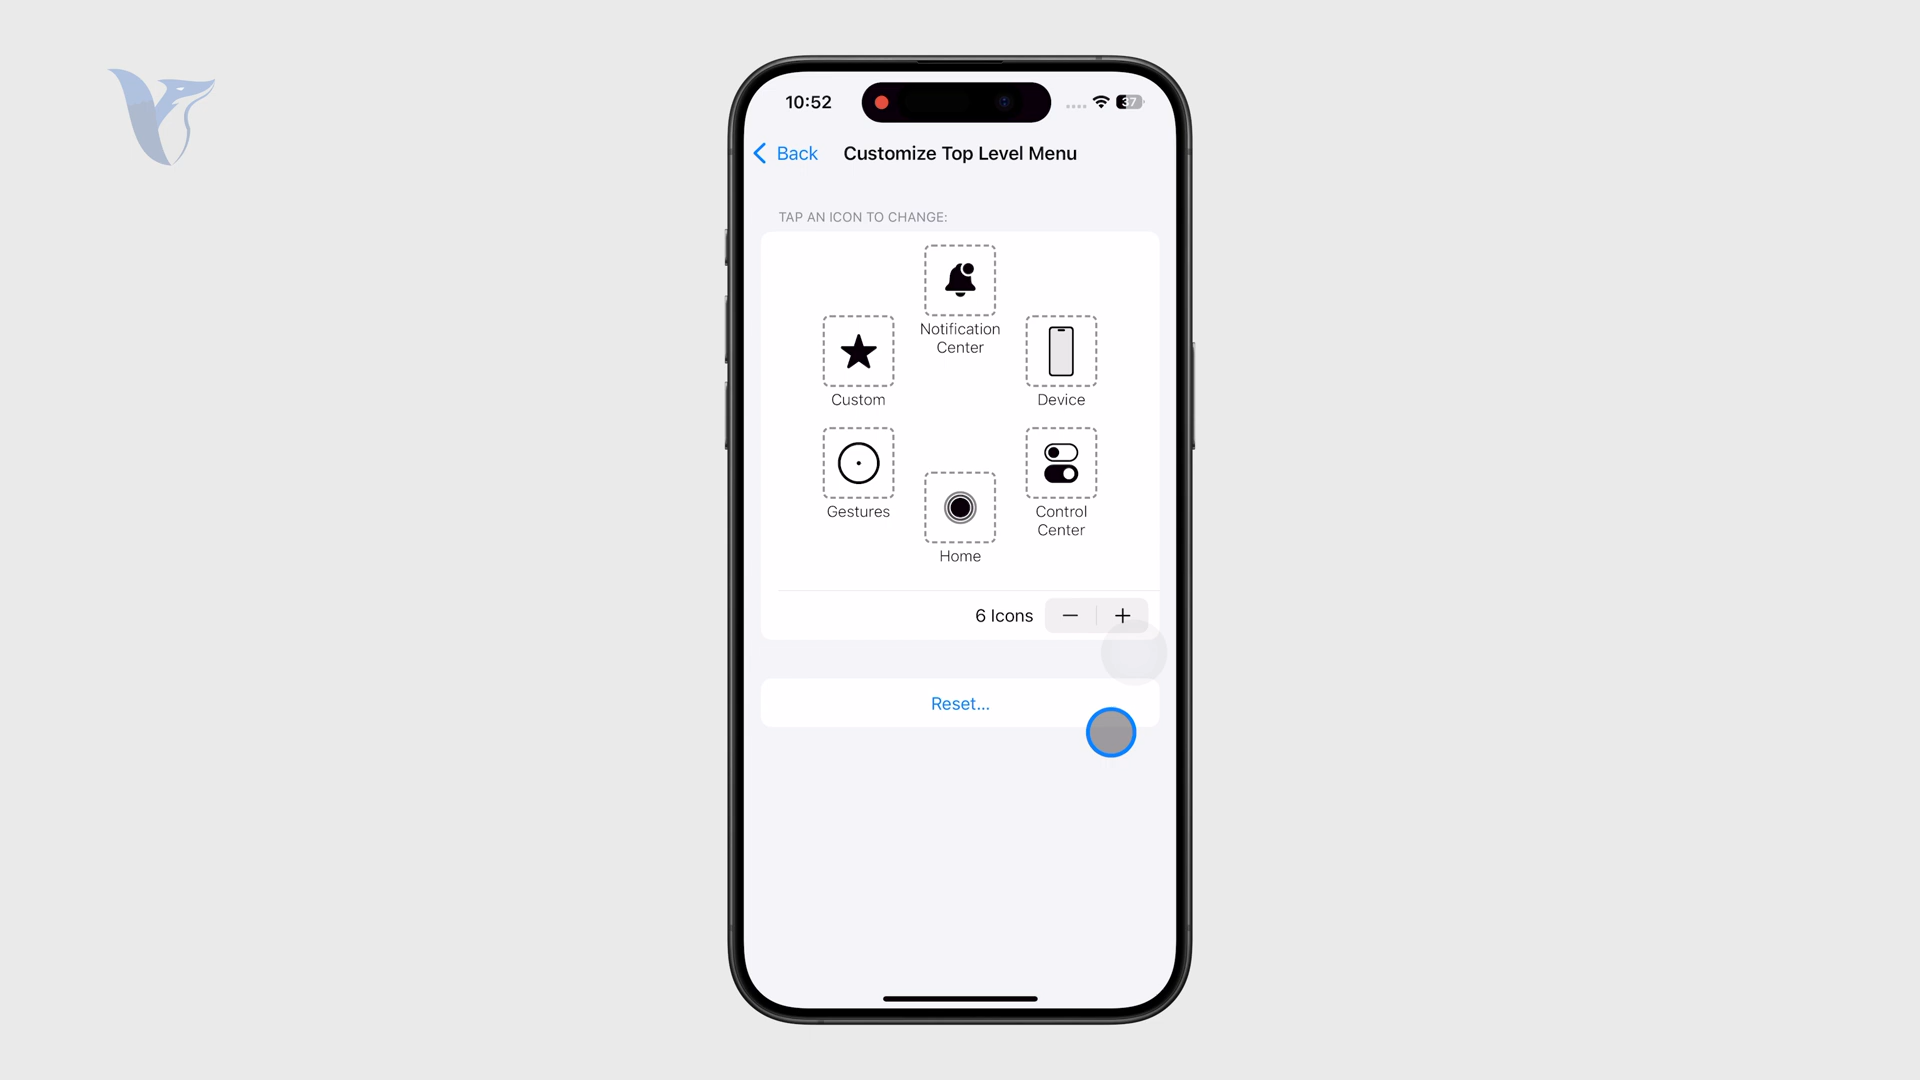 10:52
37
Back
Customize Top Level Menu
TAP AN ICON TO CHANGE:
Notification
Center
Custom
Device
Gestures
Control
Center
Home
6 Icons
Reset...